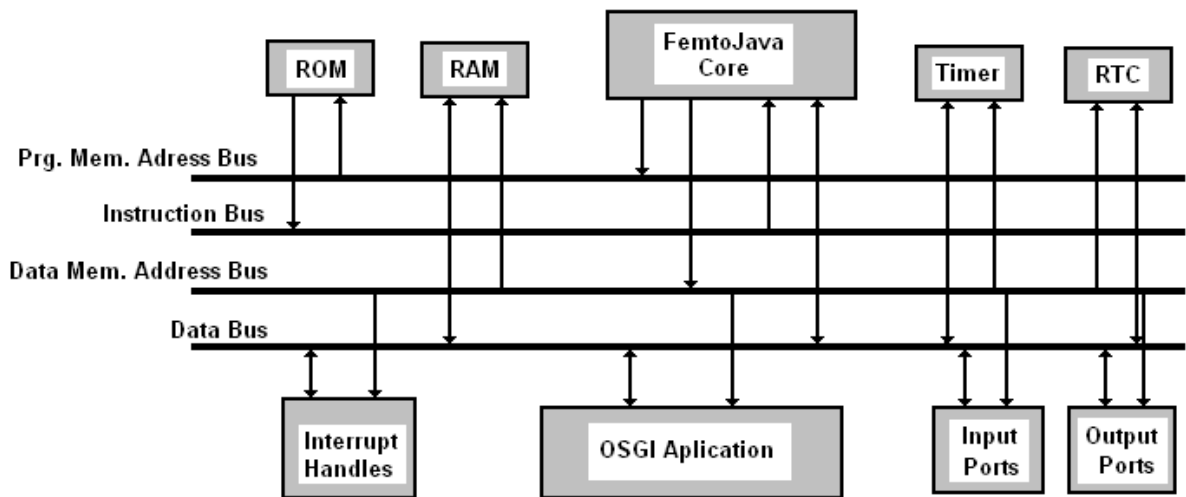 ROM
RAM
FemtoJava
Core
Timer
RTC
Prg. Mem. Adress Bus
Instruction Bus
Data Mem. Address Bus
Data Bus
Interrupt
Handles
OSGI Aplication
Input
Ports
Output
Ports